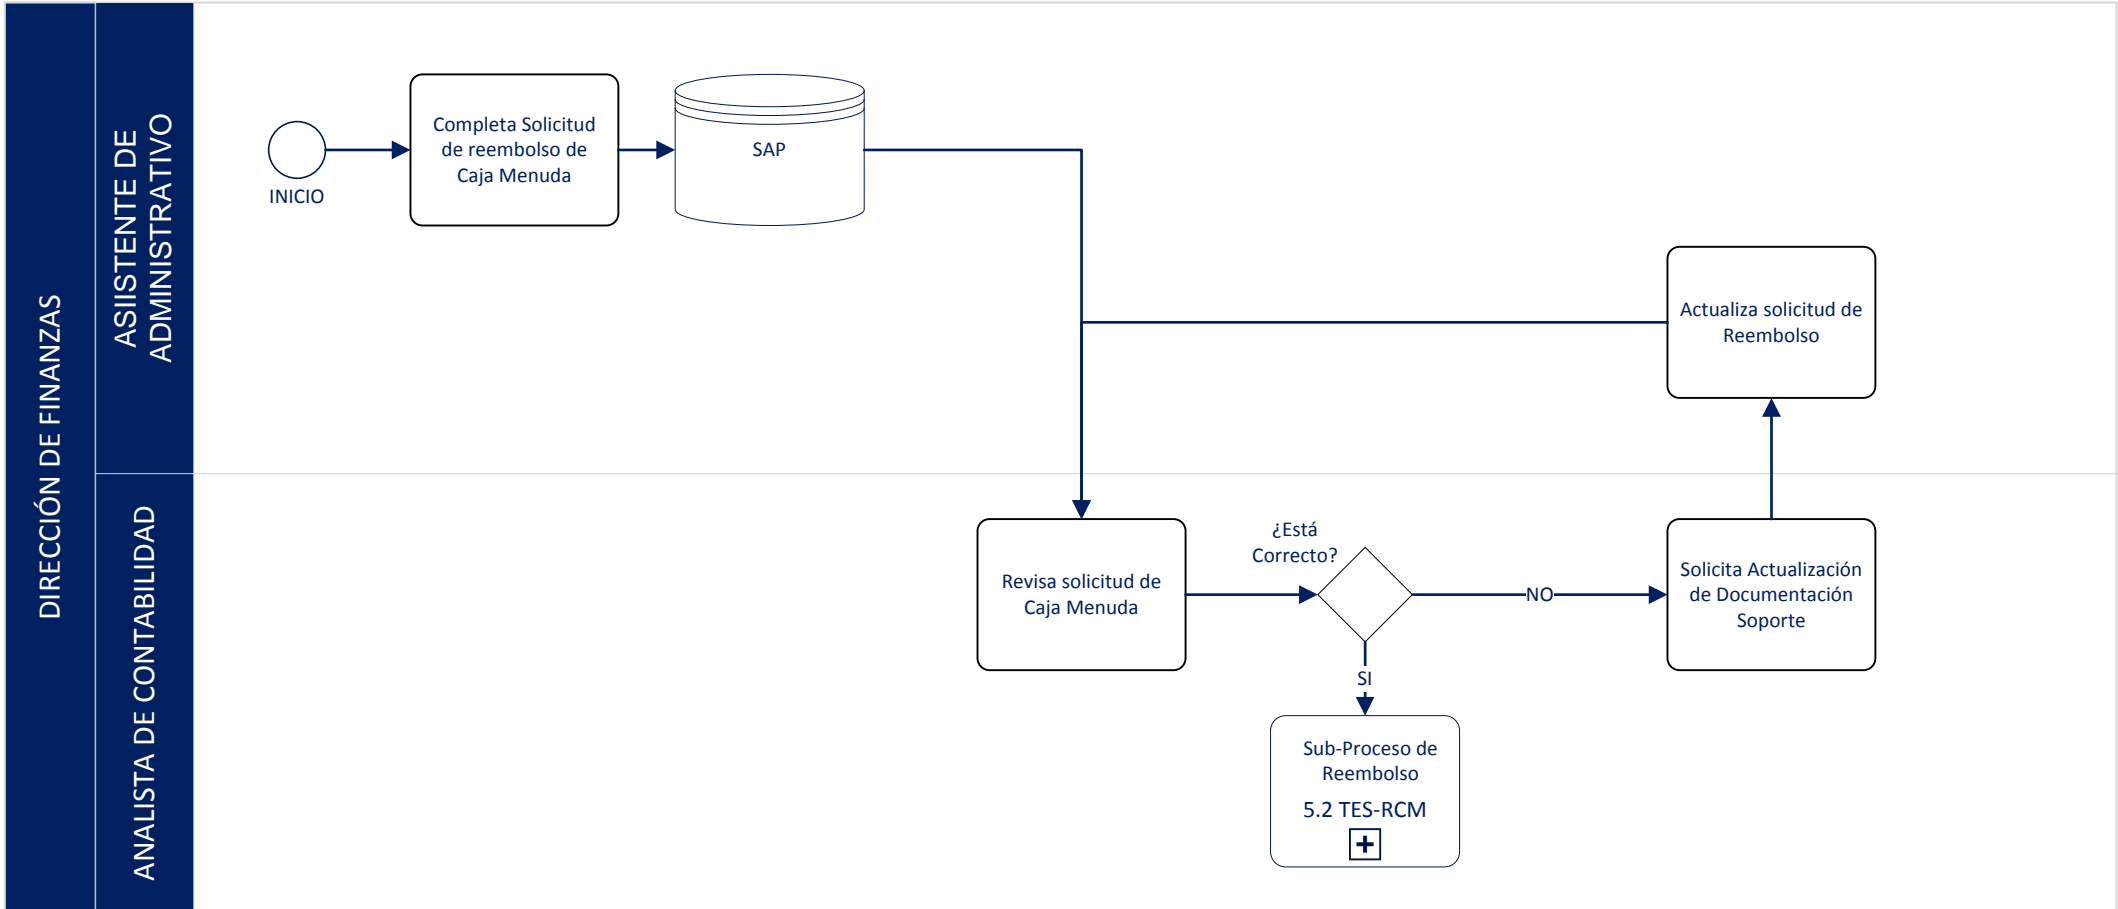 DIRECCIÓN DE FINANZAS
ASIISTENTE DE
ADMINISTRATIVO
INICIO
Completa Solicitud
de reembolso de
Caja Menuda
SAP
Actualiza solicitud de
Reembolso
ANALISTA DE CONTABILIDAD
Revisa solicitud de
Caja Menuda
¿Está
Correcto?
NO
Solicita Actualización
de Documentación
Soporte
SI
Sub-Proceso de
Reembolso
5.2 TES-RCM